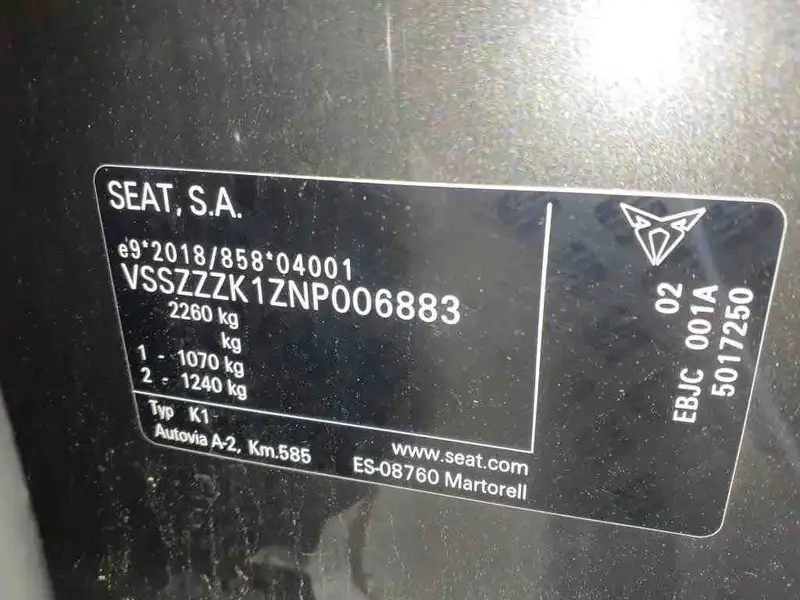 SEAT, S.A.
e9*2018/858*04001
VSSZZZK1ZNP006883
2260 kg
kg
1 - 1070 kg
2 - 1240 kg
Typ K1
Autovia A-2, Km.585
www.seat.com
ES-08760 Martorell
02
EBJC 001A
5017250